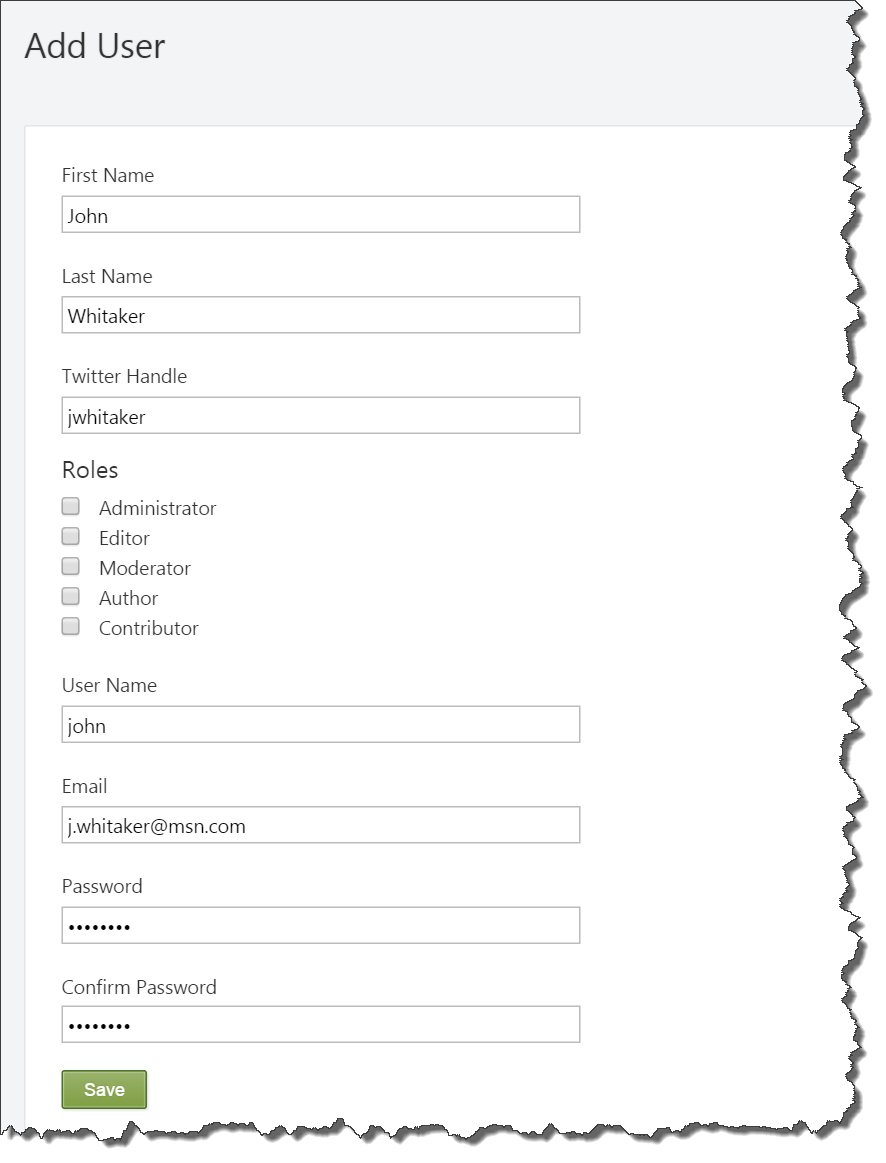 Add User
First Name
John
Last Name
Whitaker
Twitter Handle
jwhitaker
Roles
Administrator
Editor
Moderator
Author
Contributor
User Name
john
Email
j.whitaker@msn.com
Password
••••••••
Confirm Password
••••••••
Save